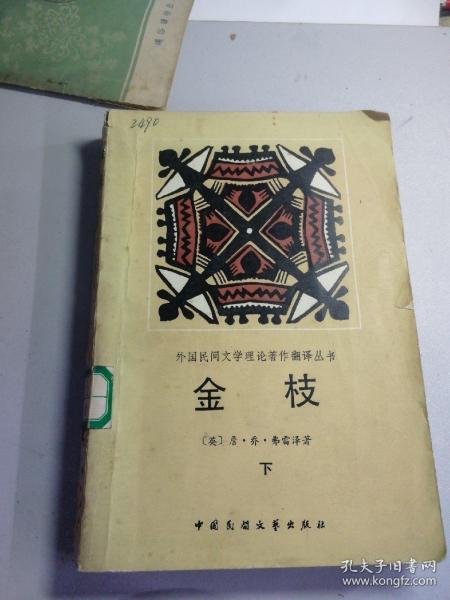 2490
外国民间文学理论著作翻译丛书
金枝
〔英〕詹·乔·弗雷泽著
下
中国民间文艺出版社
孔夫子旧书网
www.kongfz.com